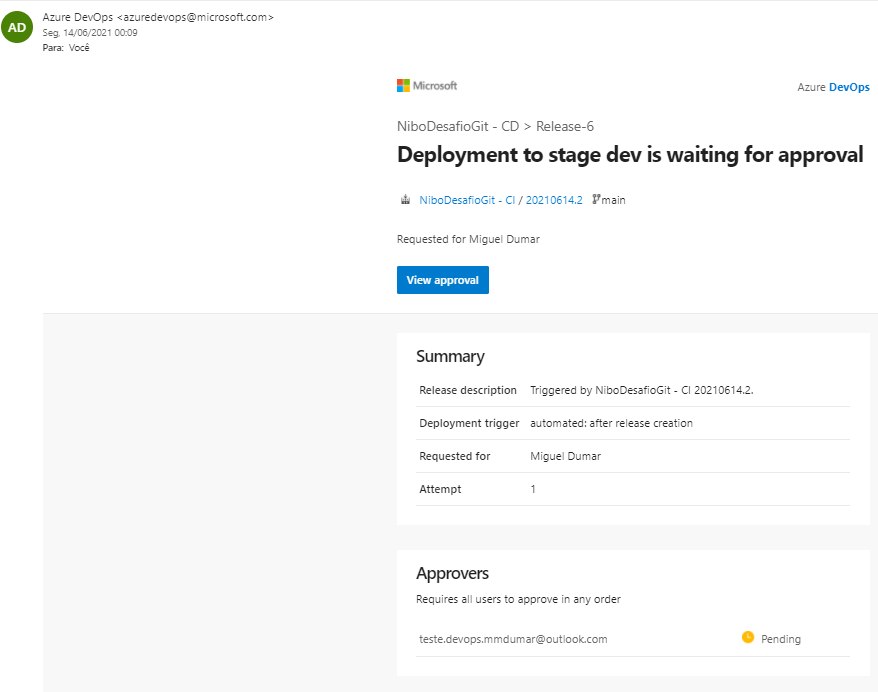 AD
Azure DevOps <azuredevops@microsoft.com>
Seg, 14/06/2021 00:09
Para: Você
Microsoft
Azure DevOps
NiboDesafioGit - CD > Release-6
Deployment to stage dev is waiting for approval
NiboDesafioGit - CI / 20210614.2 main
Requested for Miguel Dumar
View approval
Summary
Release description Triggered by NiboDesafioGit - CI 20210614.2.
Deployment trigger automated: after release creation
Requested for Miguel Dumar
Attempt 1
Approvers
Requires all users to approve in any order
teste.devops.mmdumar@outlook.com Pending